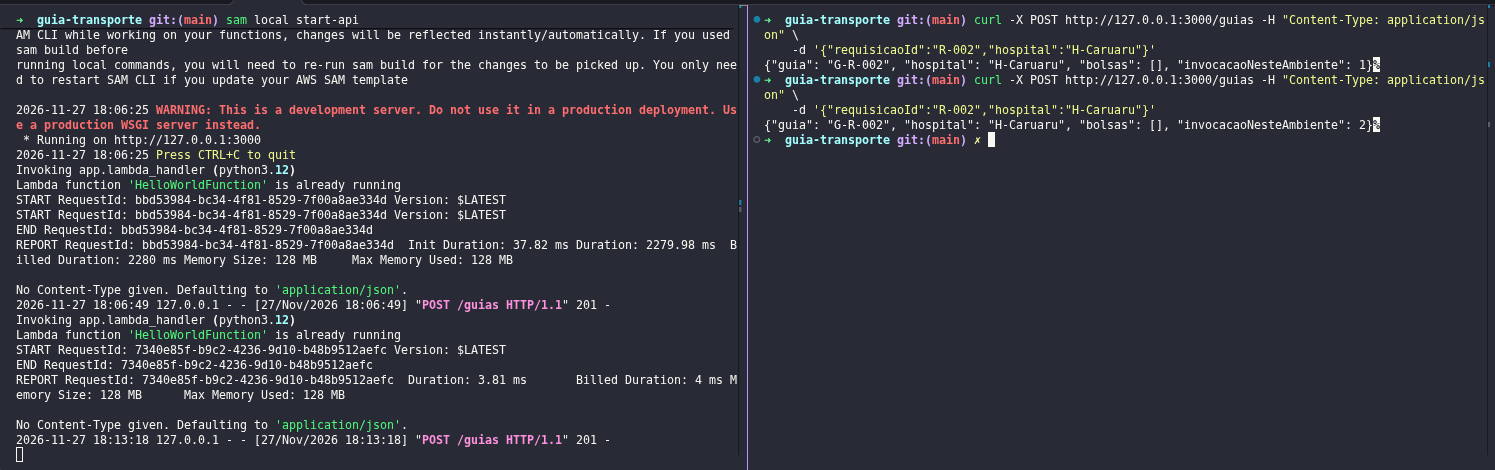 ➜  guia-transporte git:(main) sam local start-api
AM CLI while working on your functions, changes will be reflected instantly/automatically. If you used
sam build before
running local commands, you will need to re-run sam build for the changes to be picked up. You only nee
d to restart SAM CLI if you update your AWS SAM template
2026-11-27 18:06:25 WARNING: This is a development server. Do not use it in a production deployment. Us
e a production WSGI server instead.
 * Running on http://127.0.0.1:3000
2026-11-27 18:06:25 Press CTRL+C to quit
Invoking app.lambda_handler (python3.12)
Lambda function 'HelloWorldFunction' is already running
START RequestId: bbd53984-bc34-4f81-8529-7f00a8ae334d Version: $LATEST
START RequestId: bbd53984-bc34-4f81-8529-7f00a8ae334d Version: $LATEST
END RequestId: bbd53984-bc34-4f81-8529-7f00a8ae334d
REPORT RequestId: bbd53984-bc34-4f81-8529-7f00a8ae334d  Init Duration: 37.82 ms Duration: 2279.98 ms  B
illed Duration: 2280 ms Memory Size: 128 MB     Max Memory Used: 128 MB
No Content-Type given. Defaulting to 'application/json'.
2026-11-27 18:06:49 127.0.0.1 - - [27/Nov/2026 18:06:49] "POST /guias HTTP/1.1" 201 -
Invoking app.lambda_handler (python3.12)
Lambda function 'HelloWorldFunction' is already running
START RequestId: 7340e85f-b9c2-4236-9d10-b48b9512aefc Version: $LATEST
END RequestId: 7340e85f-b9c2-4236-9d10-b48b9512aefc
REPORT RequestId: 7340e85f-b9c2-4236-9d10-b48b9512aefc  Duration: 3.81 ms       Billed Duration: 4 ms M
emory Size: 128 MB      Max Memory Used: 128 MB
No Content-Type given. Defaulting to 'application/json'.
2026-11-27 18:13:18 127.0.0.1 - - [27/Nov/2026 18:13:18] "POST /guias HTTP/1.1" 201 -
➜  guia-transporte git:(main) curl -X POST http://127.0.0.1:3000/guias -H "Content-Type: application/js
on" \
    -d '{"requisicaoId":"R-002","hospital":"H-Caruaru"}'
{"guia": "G-R-002", "hospital": "H-Caruaru", "bolsas": [], "invocacaoNesteAmbiente": 1}%
➜  guia-transporte git:(main) curl -X POST http://127.0.0.1:3000/guias -H "Content-Type: application/js
on" \
    -d '{"requisicaoId":"R-002","hospital":"H-Caruaru"}'
{"guia": "G-R-002", "hospital": "H-Caruaru", "bolsas": [], "invocacaoNesteAmbiente": 2}%
➜  guia-transporte git:(main) ✗